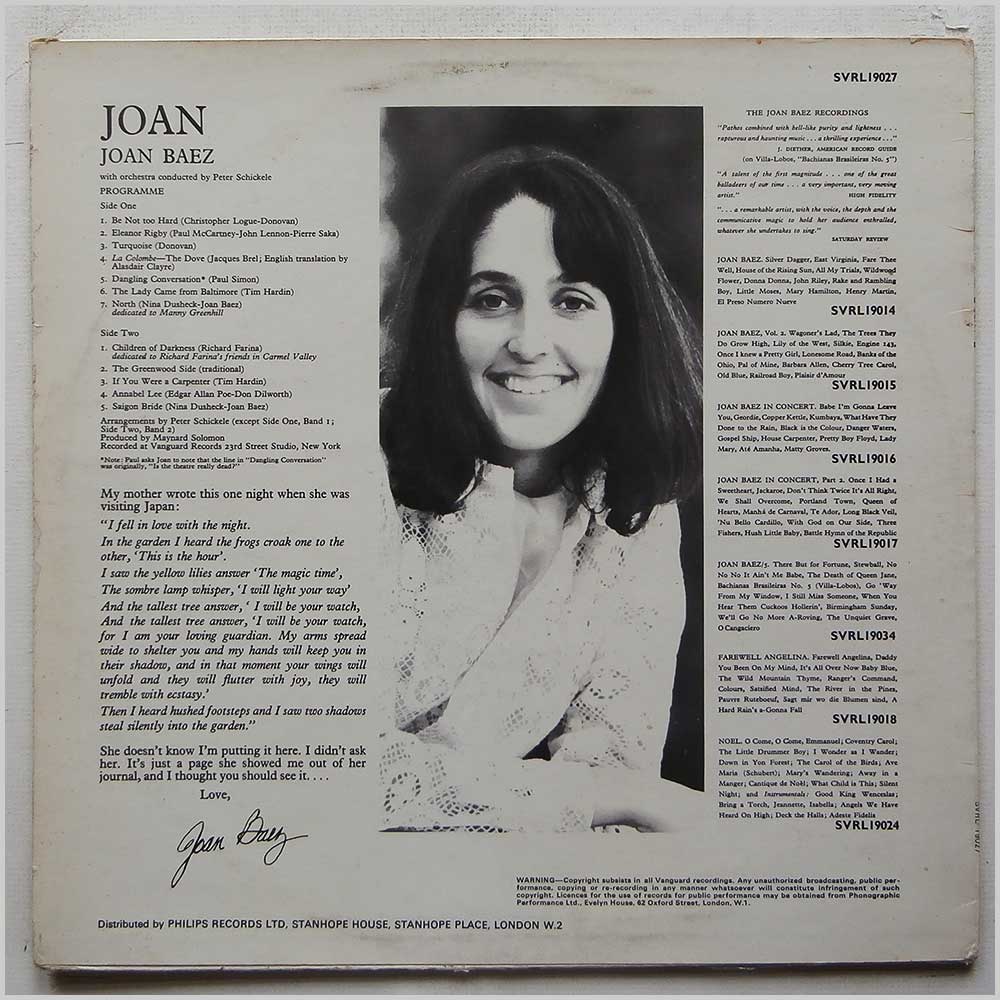 SVRL19027
JOAN
JOAN BAEZ
with orchestra conducted by Peter Schickele
PROGRAMME
Side One
1. Be Not too Hard (Christopher Logue-Donovan)
2. Eleanor Rigby (Paul McCartney-John Lennon-Pierre Saka)
3. Turquoise (Donovan)
4. La Colombe—The Dove (Jacques Brel; English translation by
Alasdair Clayre)
5. Dangling Conversation* (Paul Simon)
6. The Lady Came from Baltimore (Tim Hardin)
7. North (Nina Dusheck-Joan Baez)
dedicated to Manny Greenhill
Side Two
1. Children of Darkness (Richard Farina)
dedicated to Richard Farina's friends in Carmel Valley
2. The Greenwood Side (traditional)
3. If You Were a Carpenter (Tim Hardin)
4. Annabel Lee (Edgar Allan Poe-Don Dilworth)
5. Saigon Bride (Nina Dusheck-Joan Baez)
Arrangements by Peter Schickele (except Side One, Band 1;
Side Two, Band 2)
Produced by Maynard Solomon
Recorded at Vanguard Records 23rd Street Studio, New York
*Note: Paul asks Joan to note that the line in "Dangling Conversation"
was originally, "Is the theatre really dead?"
My mother wrote this one night when she was
visiting Japan:
"I fell in love with the night.
In the garden I heard the frogs croak one to the
other, 'This is the hour'.
I saw the yellow lilies answer 'The magic time',
The sombre lamp whisper, 'I will light your way'
And the tallest tree answer, ' I will be your watch,
And the tallest tree answer, 'I will be your watch,
for I am your loving guardian. My arms spread
wide to shelter you and my hands will keep you in
their shadow, and in that moment your wings will
unfold and they will flutter with joy, they will
tremble with ecstasy.'
Then I heard hushed footsteps and I saw two shadows
steal silently into the garden."
She doesn't know I'm putting it here. I didn't ask
her. It's just a page she showed me out of her
journal, and I thought you should see it. . . .
Love,
Joan Baez
THE JOAN BAEZ RECORDINGS
"Pathos combined with bell-like purity and lightness . . .
rapturous and haunting music . . . a thrilling experience . . ."
J. DIETHER, AMERICAN RECORD GUIDE
(on Villa-Lobos, "Bachianas Brasileiras No. 5")
"A talent of the first magnitude . . . one of the great
balladeers of our time . . . a very important, very moving
artist." HIGH FIDELITY
". . . a remarkable artist, with the voice, the depth and the
communicative magic to hold her audience enthralled,
whatever she undertakes to sing."
SATURDAY REVIEW
JOAN BAEZ. Silver Dagger, East Virginia, Fare Thee
Well, House of the Rising Sun, All My Trials, Wildwood
Flower, Donna Donna, John Riley, Rake and Rambling
Boy, Little Moses, Mary Hamilton, Henry Martin,
El Preso Numero Nueve
SVRL19014
JOAN BAEZ, Vol. 2. Wagoner's Lad, The Trees They
Do Grow High, Lily of the West, Silkie, Engine 143,
Once I knew a Pretty Girl, Lonesome Road, Banks of the
Ohio, Pal of Mine, Barbara Allen, Cherry Tree Carol,
Old Blue, Railroad Boy, Plaisir d'Amour
SVRL19015
JOAN BAEZ IN CONCERT. Babe I'm Gonna Leave
You, Geordie, Copper Kettle, Kumbaya, What Have They
Done to the Rain, Black is the Colour, Danger Waters,
Gospel Ship, House Carpenter, Pretty Boy Floyd, Lady
Mary, Até Amanha, Matty Groves.
SVRL19016
JOAN BAEZ IN CONCERT, Part 2. Once I Had a
Sweetheart, Jackaroe, Don't Think Twice It's All Right,
We Shall Overcome, Portland Town, Queen of
Hearts, Manhã de Carnaval, Te Ador, Long Black Veil,
'Nu Bello Cardillo, With God on Our Side, Three
Fishers, Hush Little Baby, Battle Hymn of the Republic
SVRL19017
JOAN BAEZ/5. There But for Fortune, Stewball, No
No No It Ain't Me Babe, The Death of Queen Jane,
Bachianas Brasileiras No. 5 (Villa-Lobos), Go 'Way
From My Window, I Still Miss Someone, When You
Hear Them Cuckoos Hollerin', Birmingham Sunday,
We'll Go No More A-Roving, The Unquiet Grave,
O Cangaciero
SVRL19034
FAREWELL ANGELINA. Farewell Angelina, Daddy
You Been On My Mind, It's All Over Now Baby Blue,
The Wild Mountain Thyme, Ranger's Command,
Colours, Satisfied Mind, The River in the Pines,
Pauvre Ruteboeuf, Sagt mir wo die Blumen sind, A
Hard Rain's a-Gonna Fall
SVRL19018
NOEL. O Come, O Come, Emmanuel; Coventry Carol;
The Little Drummer Boy; I Wonder as I Wander;
Down in Yon Forest; The Carol of the Birds; Ave
Maria (Schubert); Mary's Wandering; Away in a
Manger; Cantique de Noël; What Child is This; Silent
Night; and Instrumentals: Good King Wenceslas;
Bring a Torch, Jeannette, Isabella; Angels We Have
Heard On High; Deck the Halls; Adeste Fidelis
SVRL19024
WARNING—Copyright subsists in all Vanguard recordings. Any unauthorized broadcasting, public per-
formance, copying or re-recording in any manner whatsoever will constitute infringement of such
copyright. Licences for the use of records for public performance may be obtained from Phonographic
Performance Ltd., Evelyn House, 62 Oxford Street, London, W.1.
Distributed by PHILIPS RECORDS LTD, STANHOPE HOUSE, STANHOPE PLACE, LONDON W.2